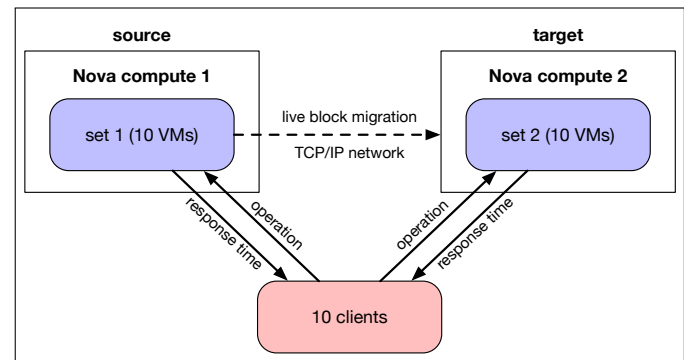 source
target
Nova compute 1
Nova compute 2
set 1 (10 VMs)
live block migration
TCP/IP network
set 2 (10 VMs)
response time
operation
operation
response time
10 clients